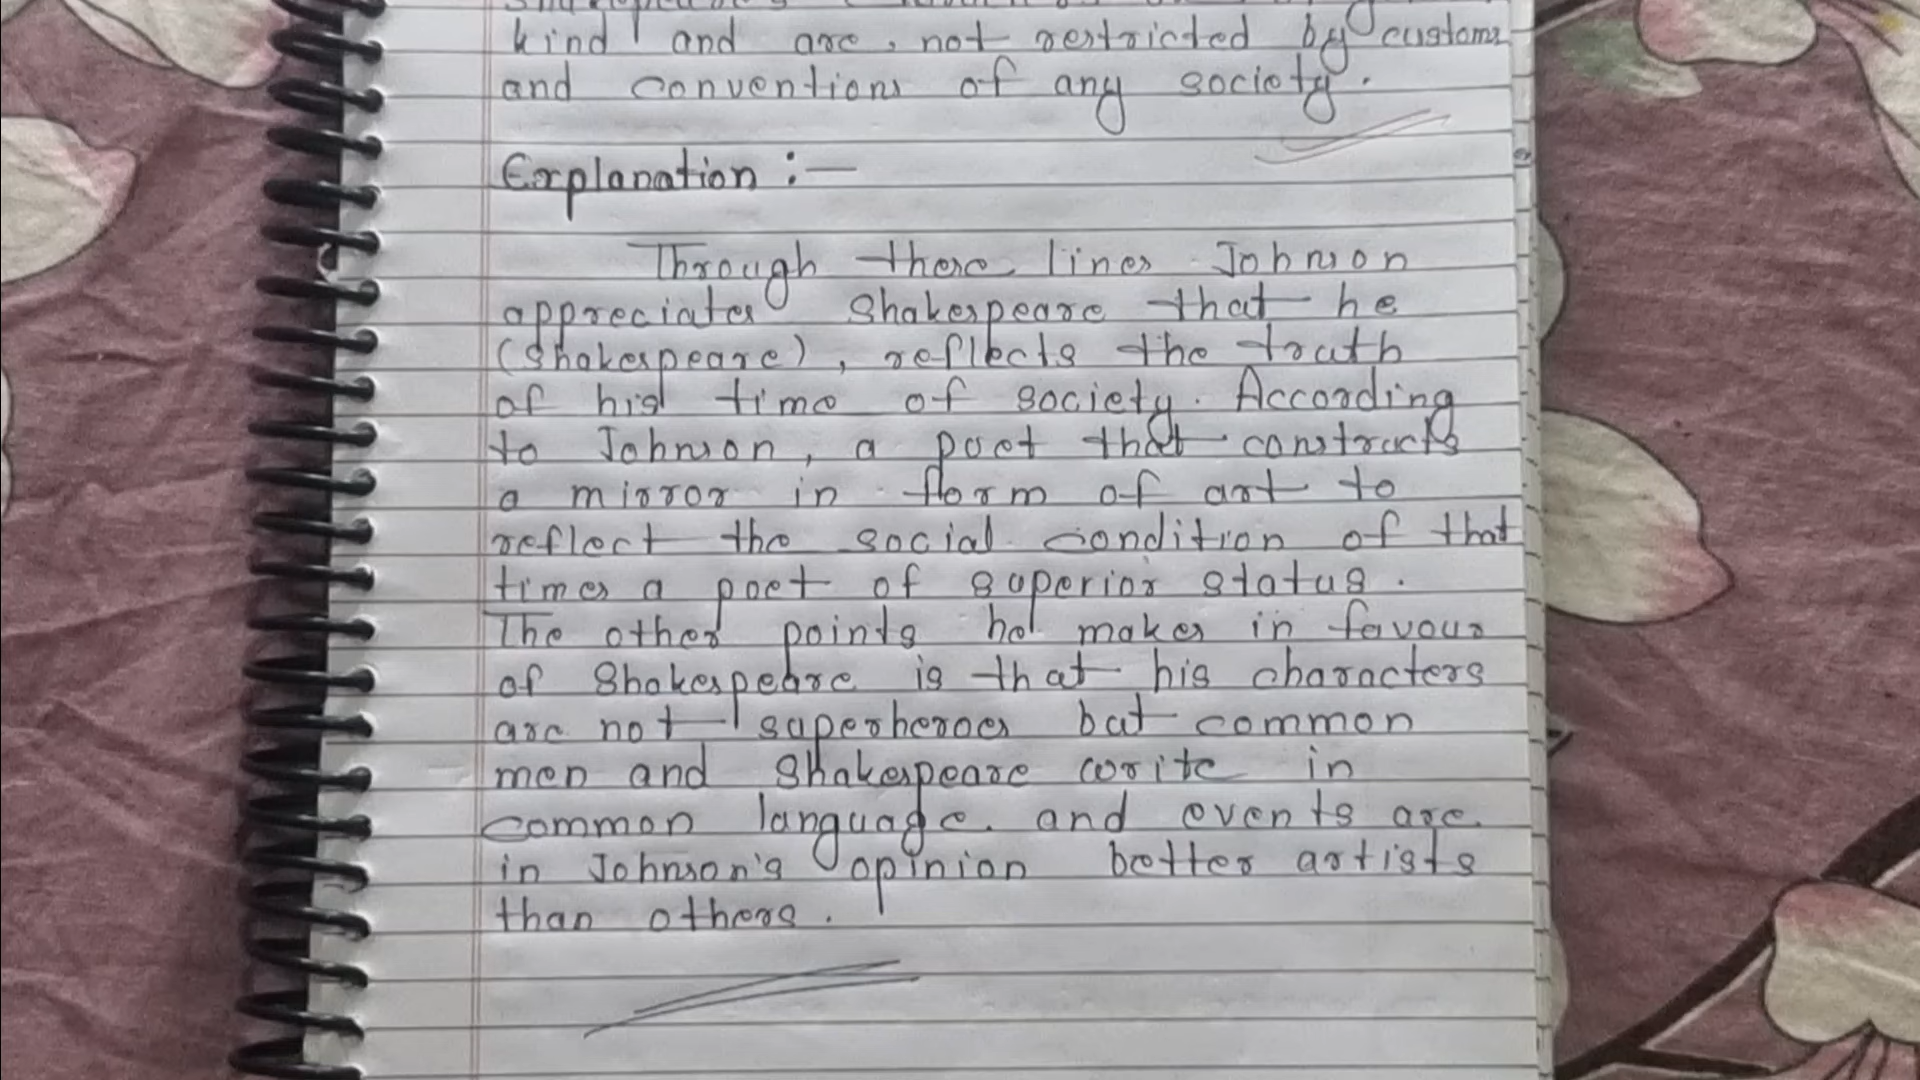 kind and are, not restricted by customs
and conventions of any society.
Explanation :—
Through these lines Johnson
appreciates Shakespeare that he
(Shakespeare), reflects the truth
of his time of society. According
to Johnson, a poet that constructs
a mirror in form of art to
reflect the social condition of that
times a poet of superior status.
The other points he makes in favour
of Shakespeare is that his characters
are not superheroes but common
men and Shakespeare write in
common language. and events are
in Johnson's opinion better artists
than others.